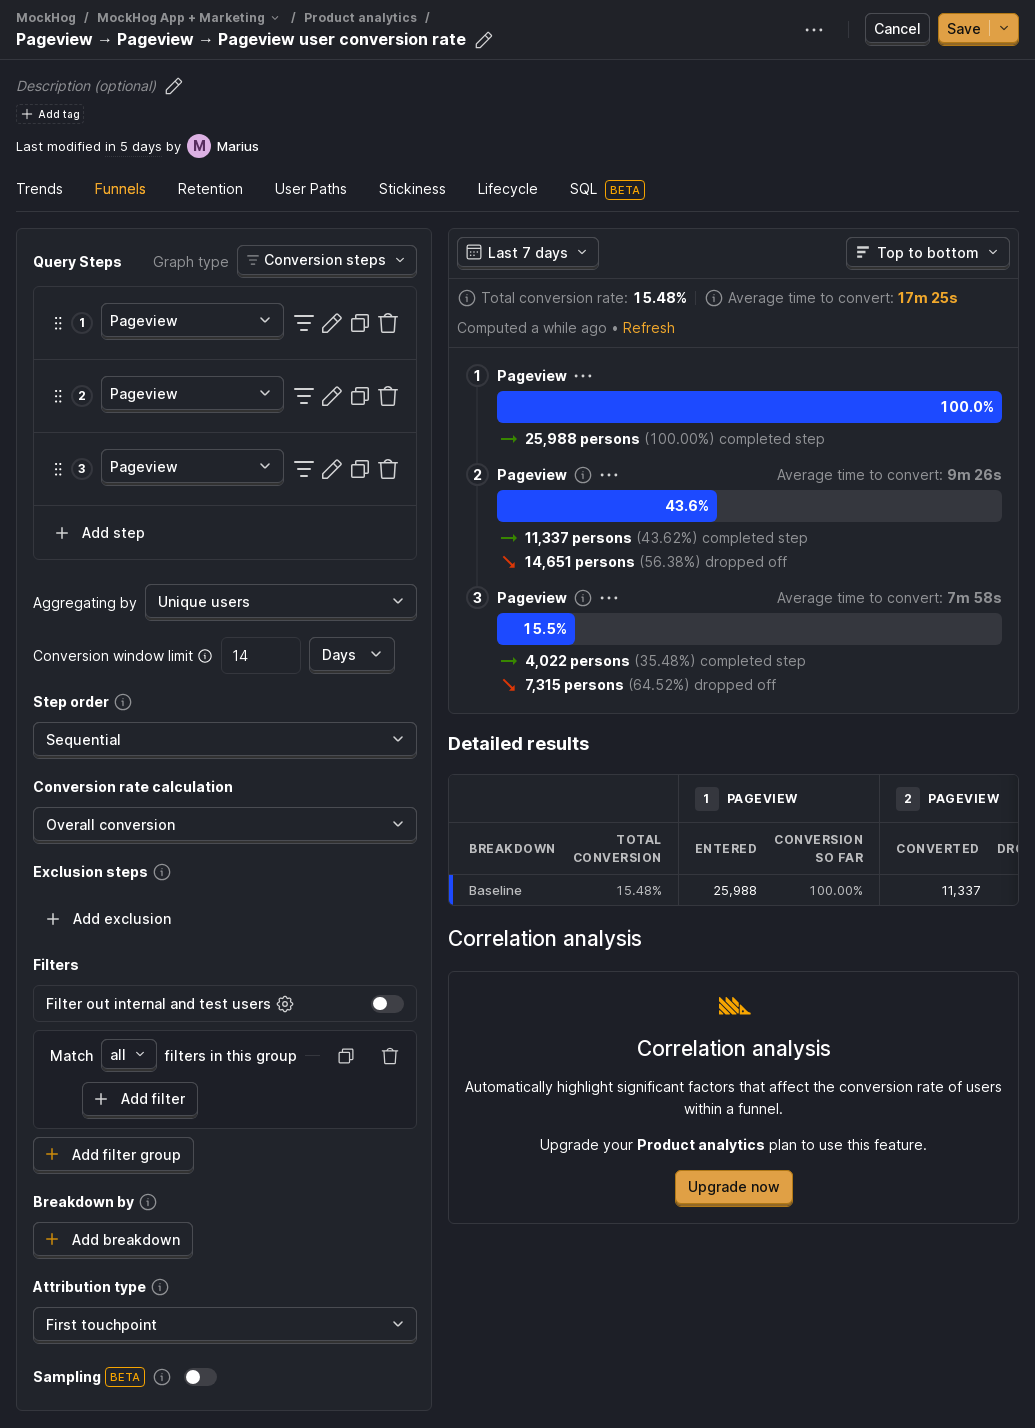 MockHog / MockHog App + Marketing / Product analytics /
Pageview → Pageview → Pageview user conversion rate
Cancel
Save
Description (optional)
Add tag
Last modified in 5 days by M Marius
Trends Funnels Retention User Paths Stickiness Lifecycle SQL BETA
Query Steps
Graph type Conversion steps
1 Pageview
2 Pageview
3 Pageview
Add step
Aggregating by Unique users
Conversion window limit 14 Days
Step order
Sequential
Conversion rate calculation
Overall conversion
Exclusion steps
Add exclusion
Filters
Filter out internal and test users
Match all filters in this group
Add filter
Add filter group
Breakdown by
Add breakdown
Attribution type
First touchpoint
Sampling BETA
Last 7 days
Top to bottom
Total conversion rate: 15.48% Average time to convert: 17m 25s
Computed a while ago • Refresh
1 Pageview
100.0%
25,988 persons (100.00%) completed step
2 Pageview Average time to convert: 9m 26s
43.6%
11,337 persons (43.62%) completed step
14,651 persons (56.38%) dropped off
3 Pageview Average time to convert: 7m 58s
15.5%
4,022 persons (35.48%) completed step
7,315 persons (64.52%) dropped off
Detailed results
1 PAGEVIEW 2 PAGEVIEW
BREAKDOWN TOTAL CONVERSION ENTERED CONVERSION SO FAR CONVERTED DRO
Baseline 15.48% 25,988 100.00% 11,337
Correlation analysis
Correlation analysis
Automatically highlight significant factors that affect the conversion rate of users
within a funnel.
Upgrade your Product analytics plan to use this feature.
Upgrade now